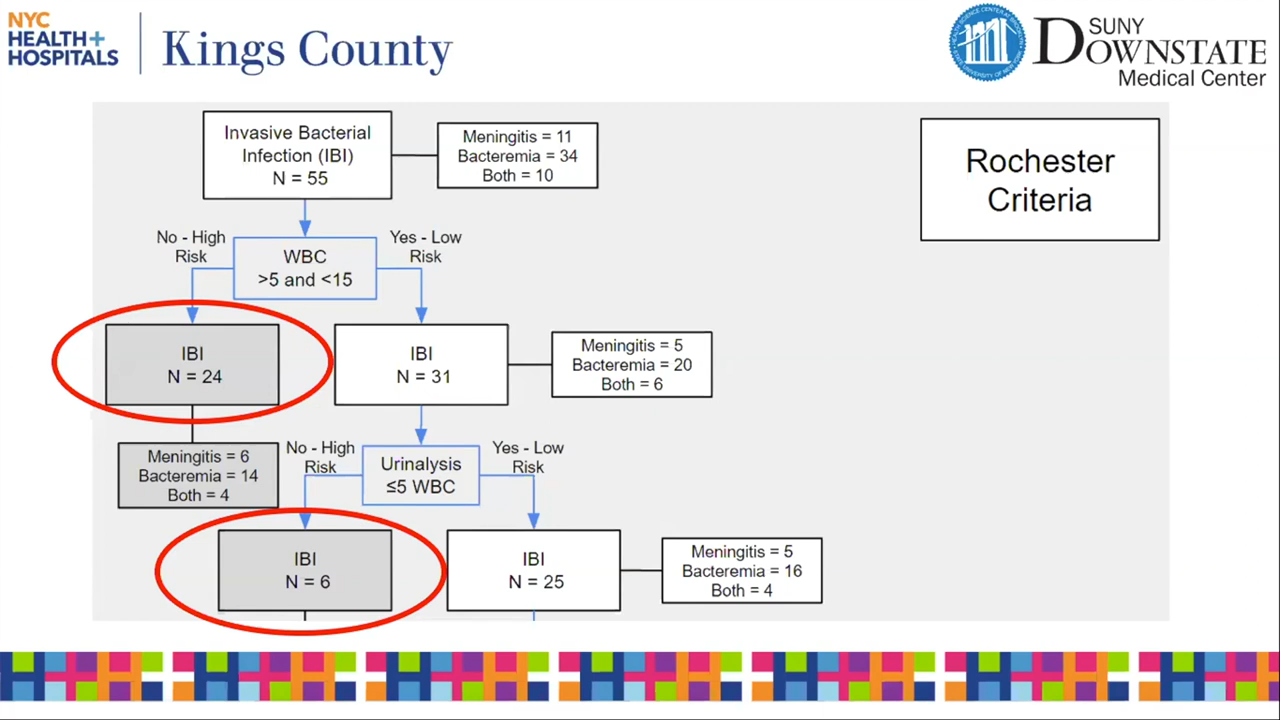 NYC
HEALTH+
HOSPITALS
Kings County
SUNY
DOWNSTATE
Medical Center
Invasive Bacterial
Infection (IBI)
N = 55
Meningitis = 11
Bacteremia = 34
Both = 10
Rochester
Criteria
No - High
Risk
WBC
>5 and <15
Yes - Low
Risk
IBI
N = 24
IBI
N = 31
Meningitis = 5
Bacteremia = 20
Both = 6
Meningitis = 6
Bacteremia = 14
Both = 4
No - High
Risk
Urinalysis
≤5 WBC
Yes - Low
Risk
IBI
N = 6
IBI
N = 25
Meningitis = 5
Bacteremia = 16
Both = 4